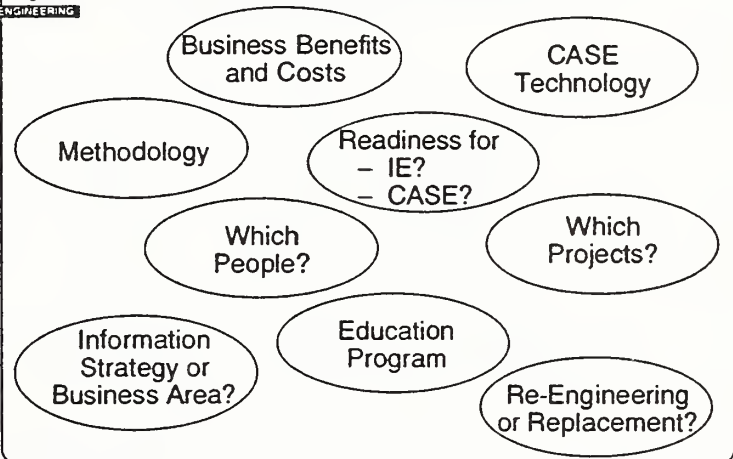 ENGINEERING
Business Benefits
and Costs
CASE
Technology
Methodology
Readiness for
– IE?
– CASE?
Which
People?
Which
Projects?
Information
Strategy or
Business Area?
Education
Program
Re-Engineering
or Replacement?